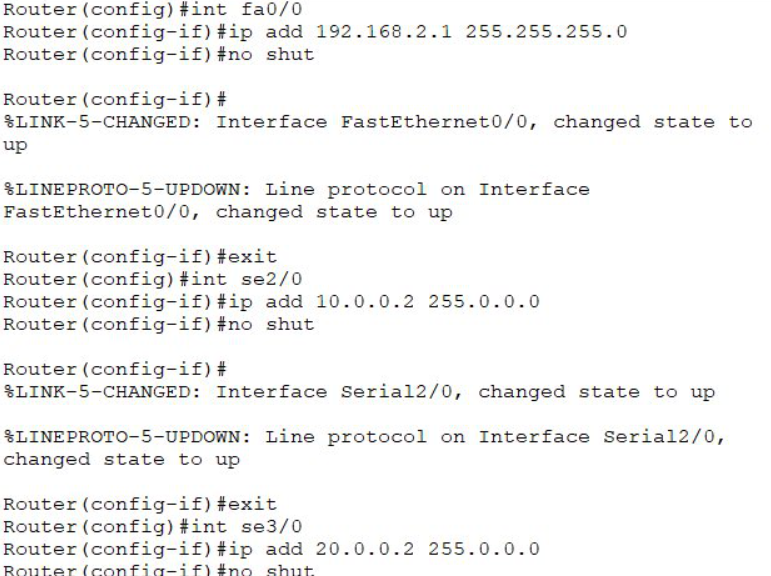 Router(config)#int fa0/0
Router(config-if)#ip add 192.168.2.1 255.255.255.0
Router(config-if)#no shut
Router(config-if)#
%LINK-5-CHANGED: Interface FastEthernet0/0, changed state to
up
%LINEPROTO-5-UPDOWN: Line protocol on Interface
FastEthernet0/0, changed state to up
Router(config-if)#exit
Router(config)#int se2/0
Router(config-if)#ip add 10.0.0.2 255.0.0.0
Router(config-if)#no shut
Router(config-if)#
%LINK-5-CHANGED: Interface Serial2/0, changed state to up
%LINEPROTO-5-UPDOWN: Line protocol on Interface Serial2/0,
changed state to up
Router(config-if)#exit
Router(config)#int se3/0
Router(config-if)#ip add 20.0.0.2 255.0.0.0
Router(config-if)#no shut